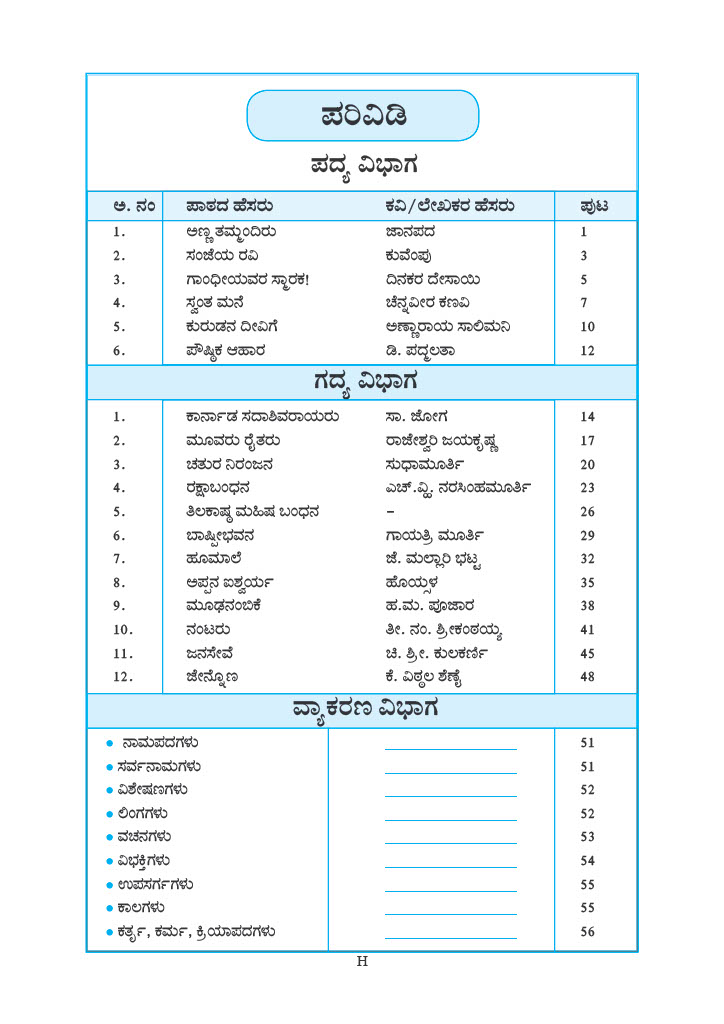 ಪರಿವಿಡಿ
ಪದ್ಯ ವಿಭಾಗ
ಅ. ನಂ ಪಾಠದ ಹೆಸರು ಕವಿ/ಲೇಖಕರ ಹೆಸರು ಪುಟ
1. ಅಣ್ಣ ತಮ್ಮಂದಿರು ಜಾನಪದ 1
2. ಸಂಜೆಯ ರವಿ ಕುವೆಂಪು 3
3. ಗಾಂಧೀಯವರ ಸ್ಮಾರಕ! ದಿನಕರ ದೇಸಾಯಿ 5
4. ಸ್ವಂತ ಮನೆ ಚೆನ್ನವೀರ ಕಣವಿ 7
5. ಕುರುಡನ ದೀವಿಗೆ ಅಣ್ಣಾರಾಯ ಸಾಲಿಮನಿ 10
6. ಪೌಷ್ಠಿಕ ಆಹಾರ ಡಿ. ಪದ್ಮಲತಾ 12
ಗದ್ಯ ವಿಭಾಗ
1. ಕಾರ್ನಾಡ ಸದಾಶಿವರಾಯರು ಸಾ. ಜೋಗ 14
2. ಮೂವರು ರೈತರು ರಾಜೇಶ್ವರಿ ಜಯಕೃಷ್ಣ 17
3. ಚತುರ ನಿರಂಜನ ಸುಧಾಮೂರ್ತಿ 20
4. ರಕ್ಷಾಬಂಧನ ಎಚ್.ವ್ಹಿ. ನರಸಿಂಹಮೂರ್ತಿ 23
5. ತಿಲಕಾಷ್ಠ ಮಹಿಷ ಬಂಧನ – 26
6. ಬಾಷ್ಪೀಭವನ ಗಾಯತ್ರಿ ಮೂರ್ತಿ 29
7. ಹೂಮಾಲೆ ಜೆ. ಮಲ್ಲಾರಿ ಭಟ್ಟ 32
8. ಅಪ್ಪನ ಐಶ್ವರ್ಯ ಹೊಯ್ಸಳ 35
9. ಮೂಢನಂಬಿಕೆ ಹ.ಮ. ಪೂಜಾರ 38
10. ನಂಟರು ತೀ. ನಂ. ಶ್ರೀಕಂಠಯ್ಯ 41
11. ಜನಸೇವೆ ಚಿ. ಶ್ರೀ. ಕುಲಕರ್ಣಿ 45
12. ಜೇನ್ನೊಣ ಕೆ. ವಿಠ್ಠಲ ಶೆಣೈ 48
ವ್ಯಾಕರಣ ವಿಭಾಗ
• ನಾಮಪದಗಳು 51
• ಸರ್ವನಾಮಗಳು 51
• ವಿಶೇಷಣಗಳು 52
• ಲಿಂಗಗಳು 52
• ವಚನಗಳು 53
• ವಿಭಕ್ತಿಗಳು 54
• ಉಪಸರ್ಗಗಳು 55
• ಕಾಲಗಳು 55
• ಕರ್ತೃ, ಕರ್ಮ, ಕ್ರಿಯಾಪದಗಳು 56
H